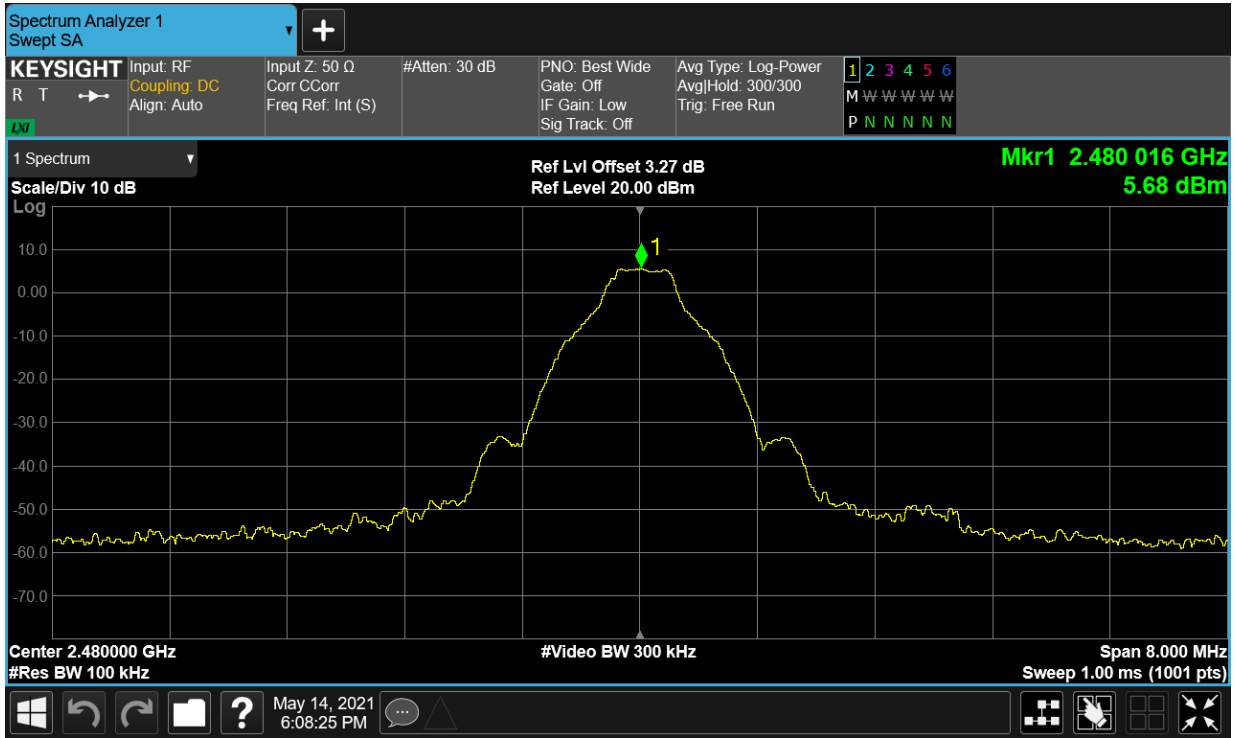 Spectrum Analyzer 1
Swept SA
KEYSIGHT
R T
LXI
Input: RF
Coupling: DC
Align: Auto
Input Z: 50 Ω
Corr CCorr
Freq Ref: Int (S)
#Atten: 30 dB
PNO: Best Wide
Gate: Off
IF Gain: Low
Sig Track: Off
Avg Type: Log-Power
Avg|Hold: 300/300
Trig: Free Run
1 2 3 4 5 6
M W W W W W
P N N N N N
1 Spectrum
Scale/Div 10 dB
Log
Ref Lvl Offset 3.27 dB
Ref Level 20.00 dBm
Mkr1 2.480 016 GHz
5.68 dBm
1
10.0
0.00
-10.0
-20.0
-30.0
-40.0
-50.0
-60.0
-70.0
Center 2.480000 GHz
#Video BW 300 kHz
Span 8.000 MHz
#Res BW 100 kHz
Sweep 1.00 ms (1001 pts)
?
May 14, 2021
6:08:25 PM